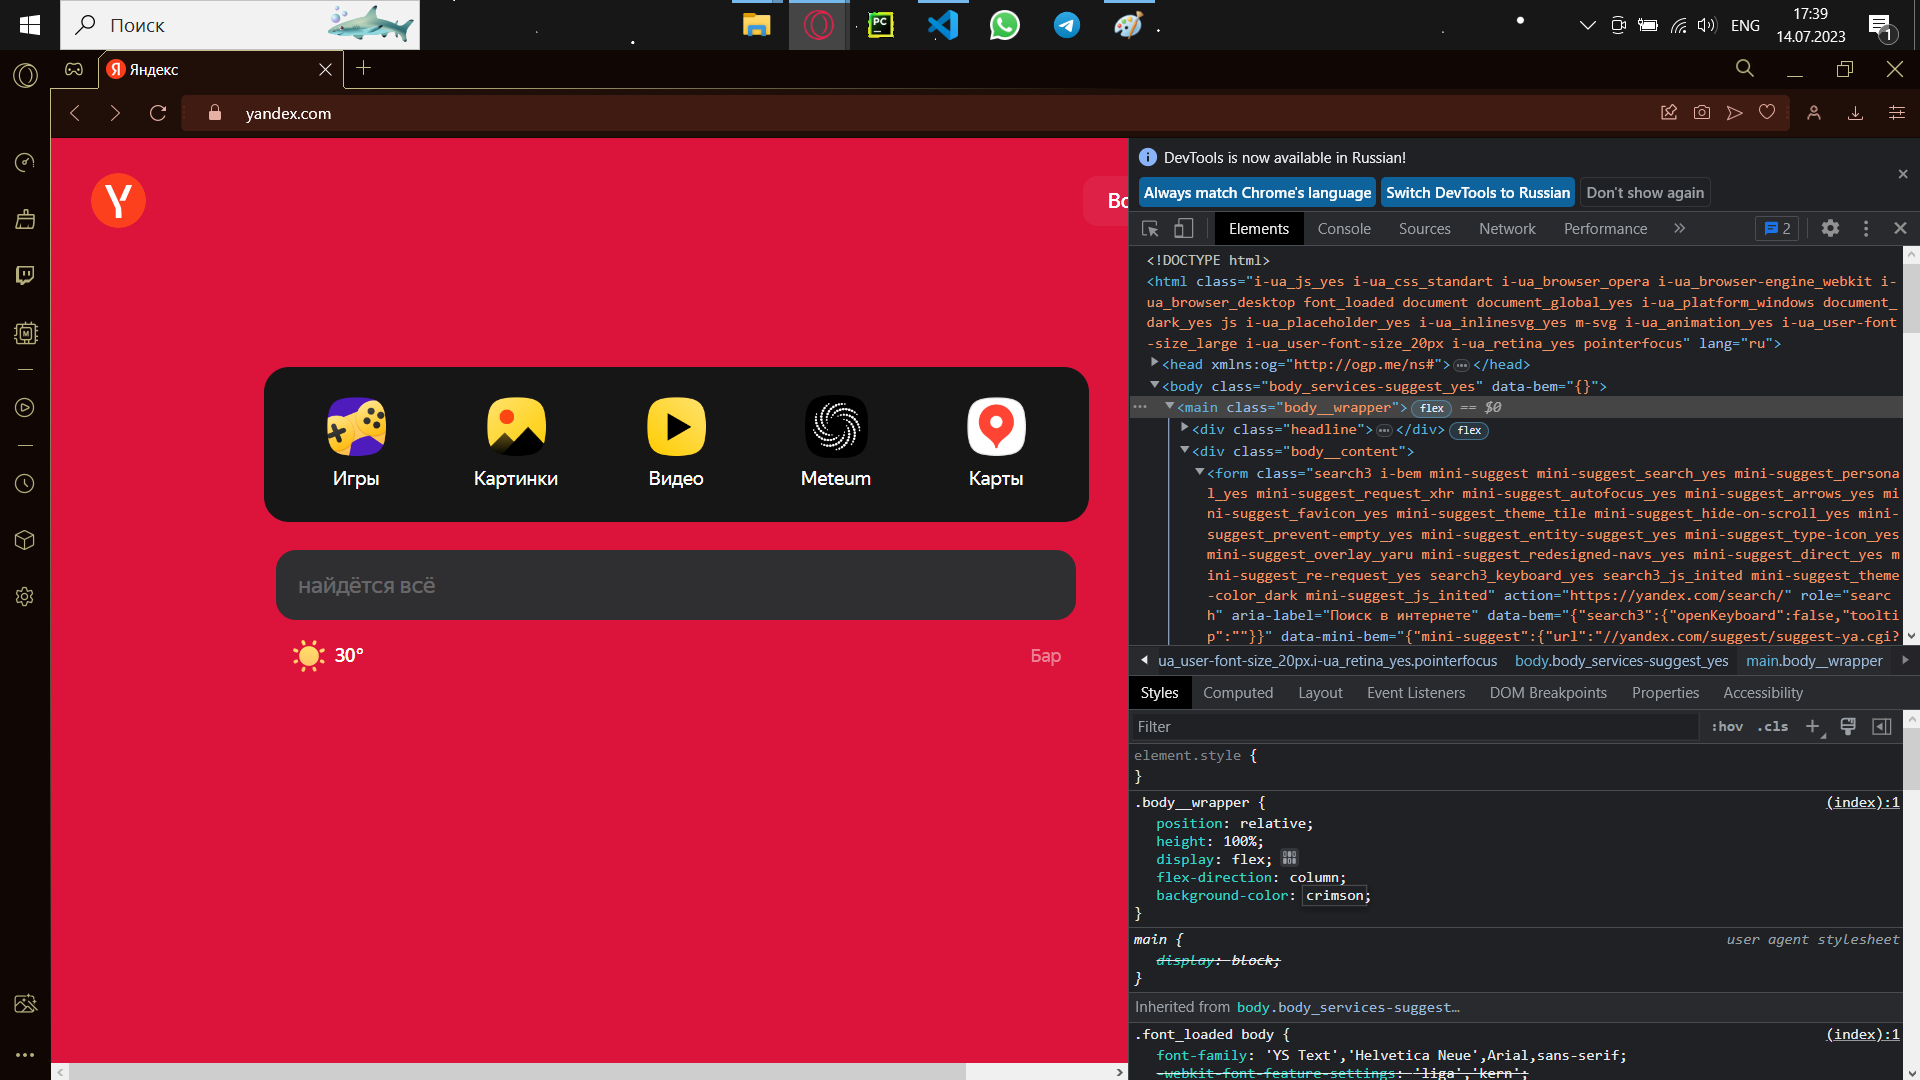 Поиск
PC
ENG
17:39
14.07.2023
1
Яндекс
yandex.com
Y
Вс
Игры
Картинки
Видео
Meteum
Карты
найдётся всё
30°
Бар
DevTools is now available in Russian!
Always match Chrome's language
Switch DevTools to Russian
Don't show again
Elements
Console
Sources
Network
Performance
2
<!DOCTYPE html>
<html class="i-ua_js_yes i-ua_css_standart i-ua_browser_opera i-ua_browser-engine_webkit i-
ua_browser_desktop font_loaded document document_global_yes i-ua_platform_windows document_
dark_yes js i-ua_placeholder_yes i-ua_inlinesvg_yes m-svg i-ua_animation_yes i-ua_user-font
-size_large i-ua_user-font-size_20px i-ua_retina_yes pointerfocus" lang="ru">
<head xmlns:og="http://ogp.me/ns#">…</head>
<body class="body_services-suggest_yes" data-bem="{}">
<main class="body__wrapper"> flex == $0
<div class="headline">…</div> flex
<div class="body__content">
<form class="search3 i-bem mini-suggest mini-suggest_search_yes mini-suggest_persona
l_yes mini-suggest_request_xhr mini-suggest_autofocus_yes mini-suggest_arrows_yes mi
ni-suggest_favicon_yes mini-suggest_theme_tile mini-suggest_hide-on-scroll_yes mini-
suggest_prevent-empty_yes mini-suggest_entity-suggest_yes mini-suggest_type-icon_yes
mini-suggest_overlay_yaru mini-suggest_redesigned-navs_yes mini-suggest_direct_yes m
ini-suggest_re-request_yes search3_keyboard_yes search3_js_inited mini-suggest_theme
-color_dark mini-suggest_js_inited" action="https://yandex.com/search/" role="searc
h" aria-label="Поиск в интернете" data-bem="{"search3":{"openKeyboard":false,"toolti
p":""}}" data-mini-bem="{"mini-suggest":{"url":"//yandex.com/suggest/suggest-ya.cgi?
ua_user-font-size_20px.i-ua_retina_yes.pointerfocus
body.body_services-suggest_yes
main.body__wrapper
Styles
Computed
Layout
Event Listeners
DOM Breakpoints
Properties
Accessibility
Filter
:hov
.cls
element.style {
}
.body__wrapper {
(index):1
position: relative;
height: 100%;
display: flex;
flex-direction: column;
background-color: crimson;
}
main {
user agent stylesheet
display: block;
}
Inherited from body.body_services-suggest…
.font_loaded body {
(index):1
font-family: 'YS Text','Helvetica Neue',Arial,sans-serif;
-webkit-font-feature-settings: 'liga','kern';